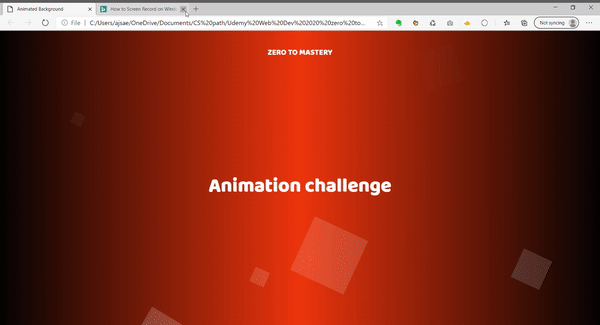 Animated Background
How to Screen Record on Wind
File | C:/Users/ajsae/OneDrive/Documents/CS%20path/Udemy%20Web%20Dev%202020%20zero%20to...
Not syncing
ZERO TO MASTERY
Animation challenge